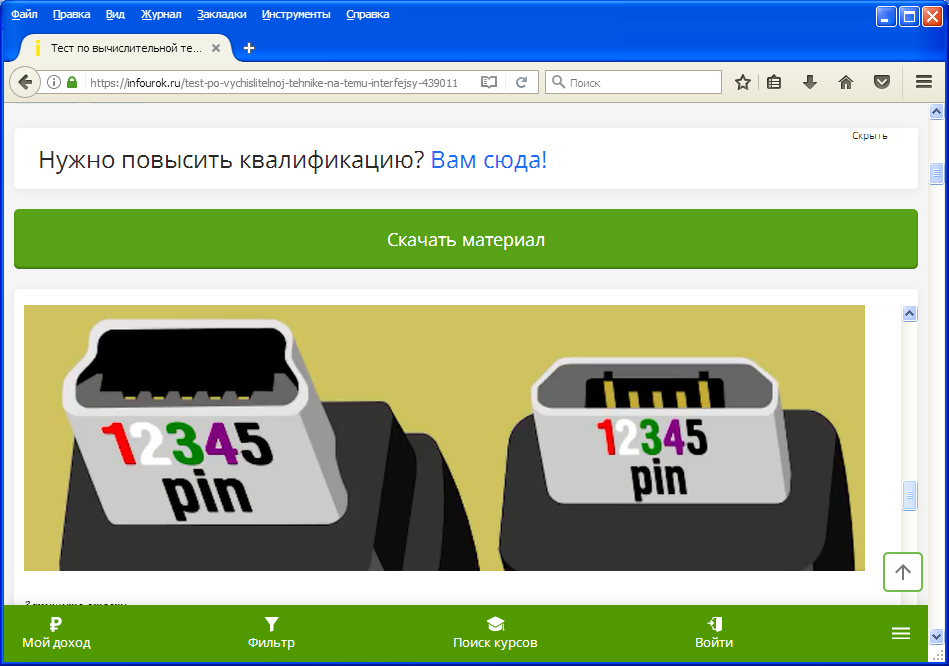 Файл Правка Вид Журнал Закладки Инструменты Справка
Тест по вычислительной те...
https://infourok.ru/test-po-vychislitelnoj-tehnike-na-temu-interfejsy-439011
Поиск
Скрыть
Нужно повысить квалификацию? Вам сюда!
Скачать материал
12345
pin
12345
pin
Мой доход
Фильтр
Поиск курсов
Войти